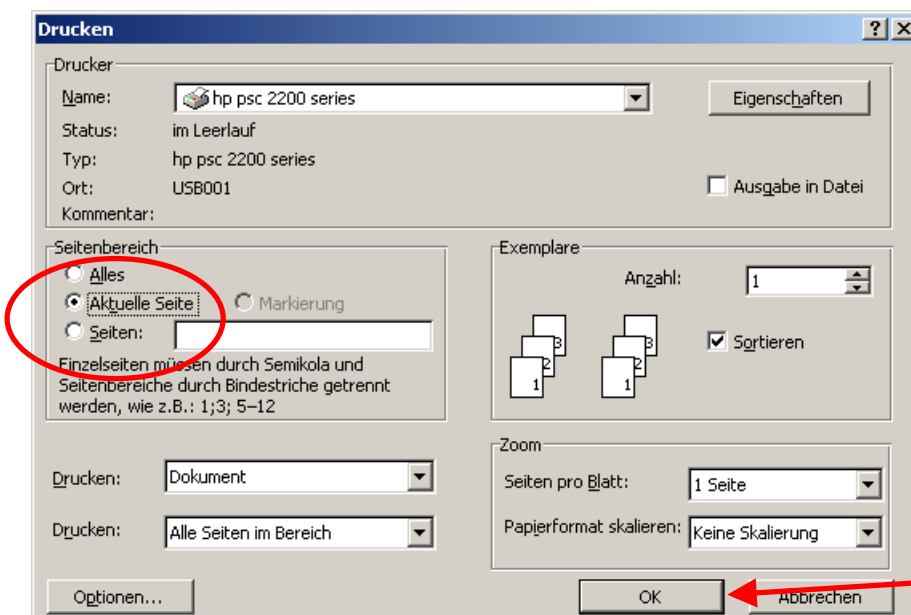 Drucken
Drucker
Name: hp psc 2200 series Eigenschaften
Status: im Leerlauf
Typ: hp psc 2200 series
Ort: USB001 Ausgabe in Datei
Kommentar:
Seitenbereich
Alles
Aktuelle Seite Markierung
Seiten:
Einzelseiten müssen durch Semikola und
Seitenbereiche durch Bindestriche getrennt
werden, wie z.B.: 1;3; 5–12
Exemplare
Anzahl: 1
3 3
2 2
1 1
Sortieren
Drucken: Dokument
Drucken: Alle Seiten im Bereich
Zoom
Seiten pro Blatt: 1 Seite
Papierformat skalieren: Keine Skalierung
Optionen... OK Abbrechen